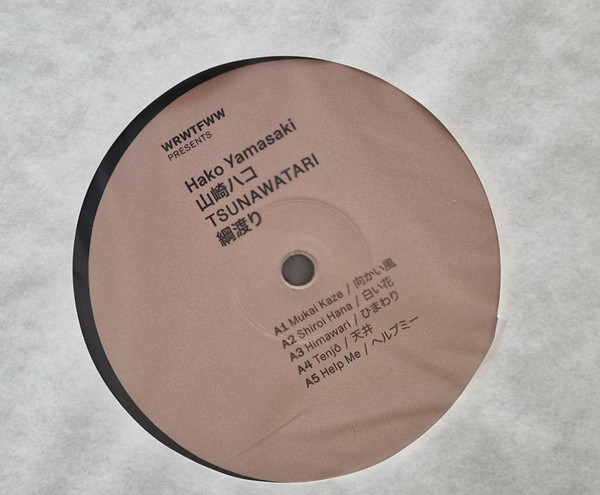 WRWTFWW
PRESENTS
Hako Yamasaki
山崎ハコ
TSUNAWATARI
綱渡り
A1 Mukai Kaze / 向かい風
A2 Shiroi Hana / 白い花
A3 Himawari / ひまわり
A4 Tenjō / 天井
A5 Help Me / ヘルプミー